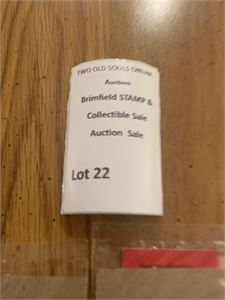 TWO OLD SOULS ONLINE
Auctions
Brimfield STAMP &
Collectible Sale
Auction Sale
Lot 22